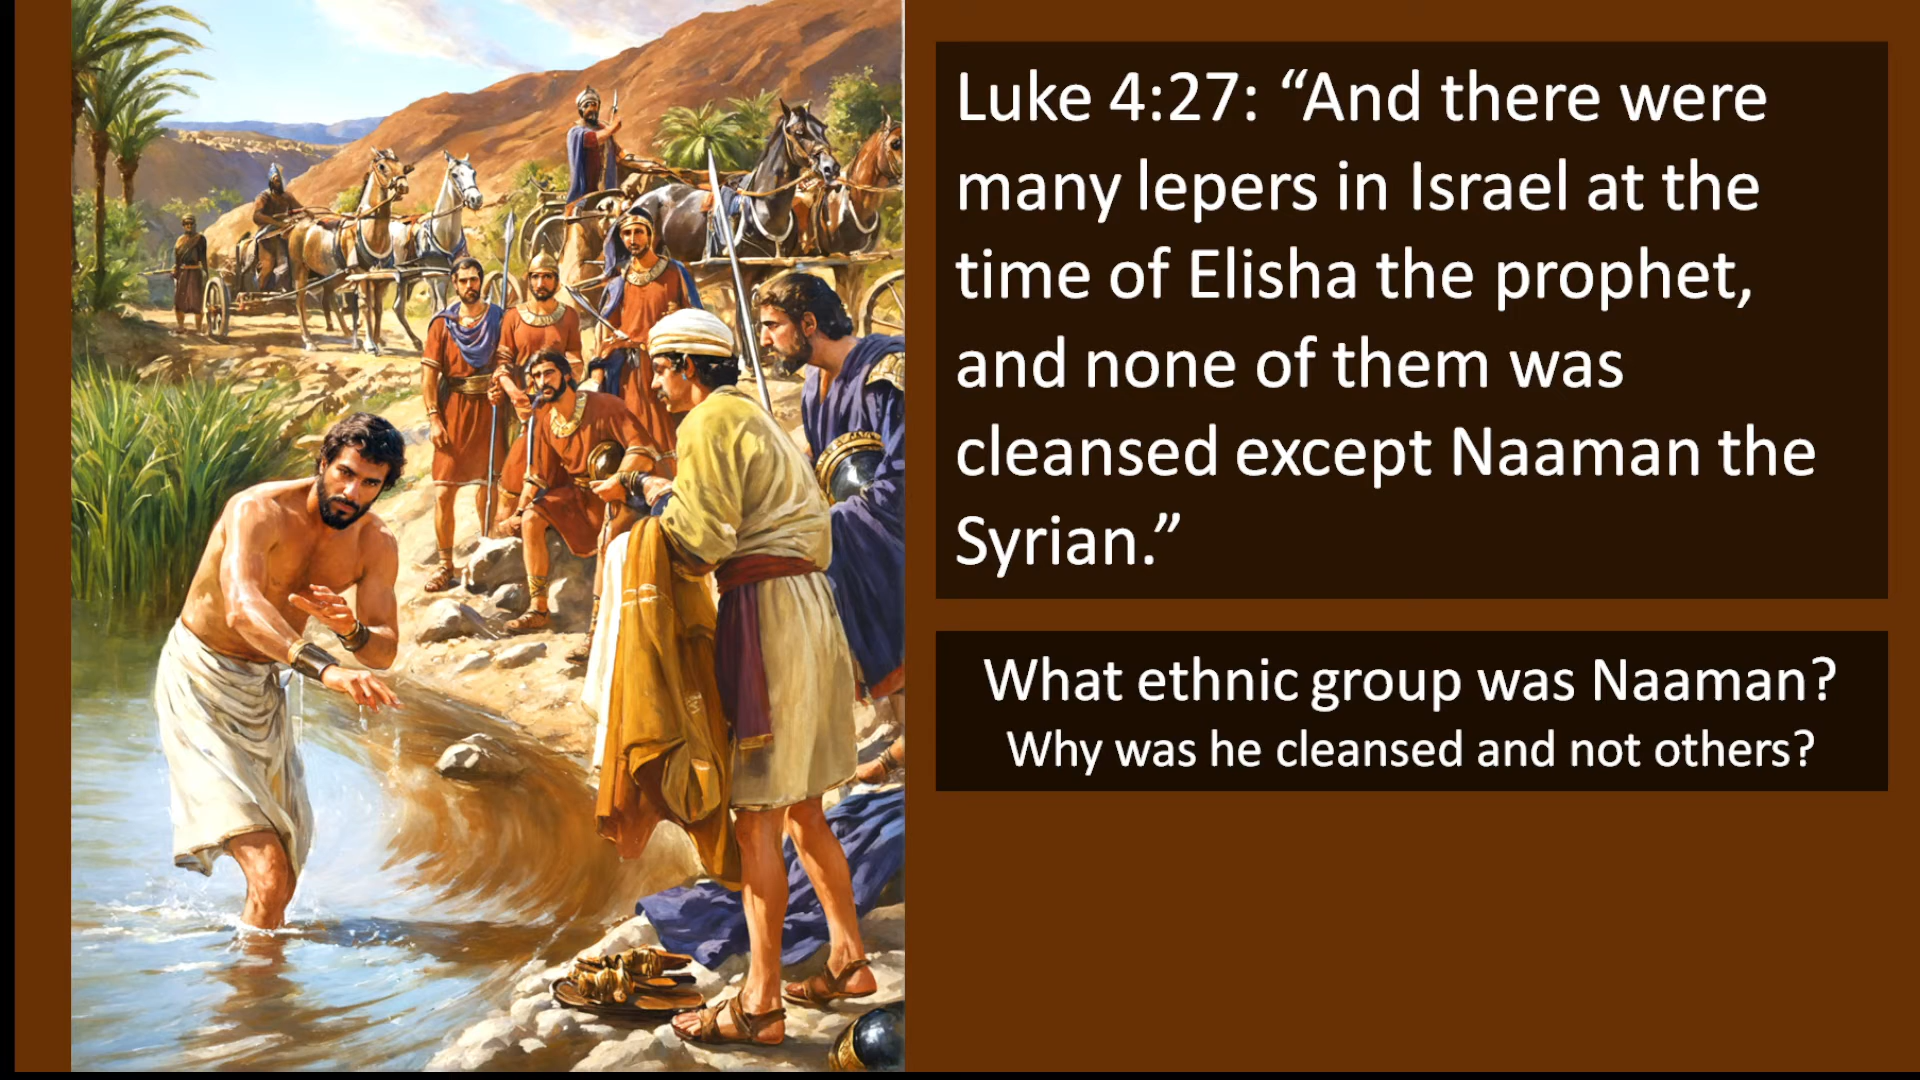 Luke 4:27: “And there were
many lepers in Israel at the
time of Elisha the prophet,
and none of them was
cleansed except Naaman the
Syrian.”
What ethnic group was Naaman?
Why was he cleansed and not others?